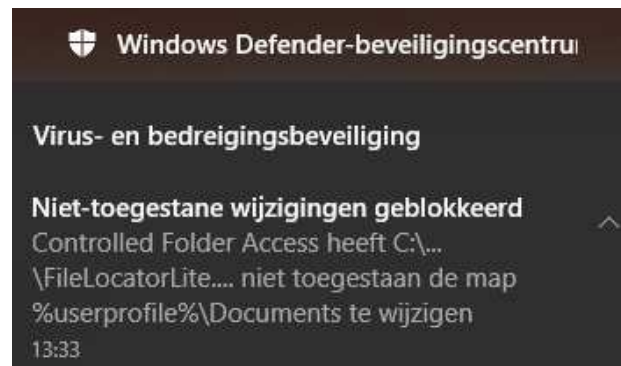 Windows Defender-beveiligingscentru
Virus- en bedreigingsbeveiliging
Niet-toegestane wijzigingen geblokkeerd
Controlled Folder Access heeft C:\...
\FileLocatorLite.... niet toegestaan de map
%userprofile%\Documents te wijzigen
13:33